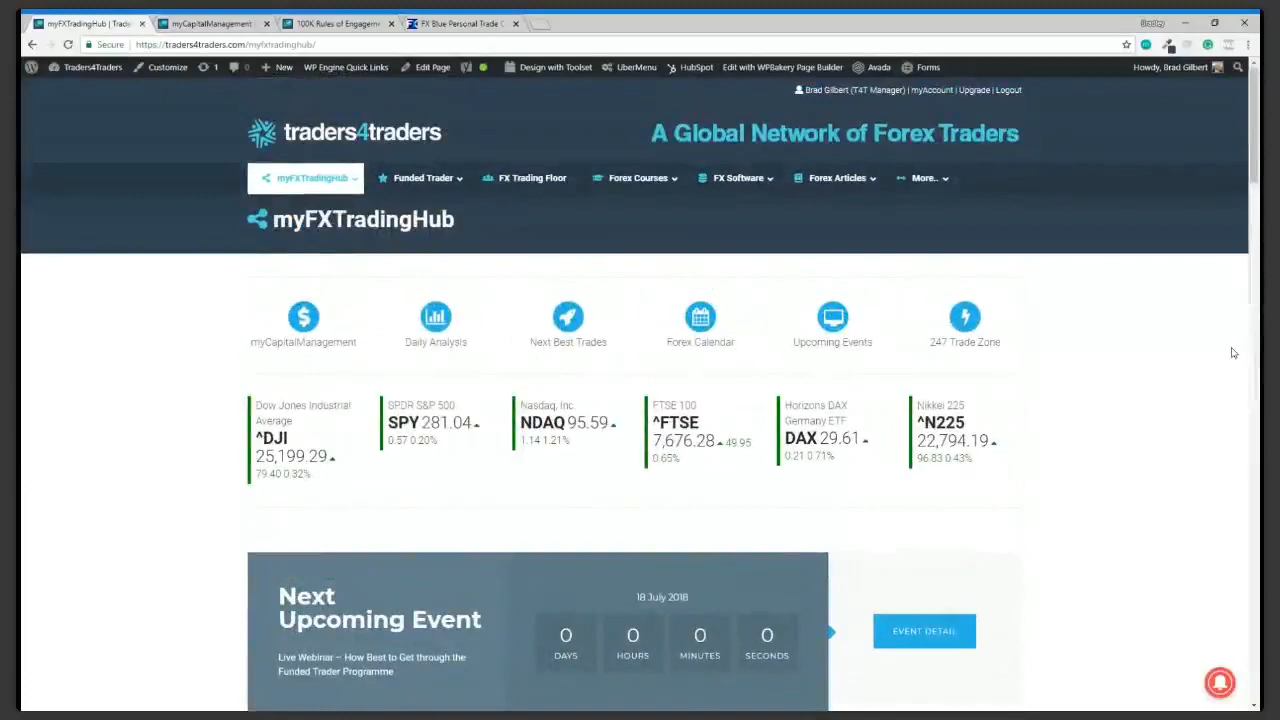 myFXTradingHub | Trade
myCapitalManagement
100K Rules of Engageme
FX Blue Personal Trade C
Bradley
Secure
https://traders4traders.com/myfxtradinghub/
Traders4Traders
Customize
1
0
New
WP Engine Quick Links
Edit Page
Design with Toolset
UberMenu
HubSpot
Edit with WPBakery Page Builder
Avada
Forms
Howdy, Brad Gilbert
Brad Gilbert (T4T Manager) | myAccount | Upgrade | Logout
traders4traders
A Global Network of Forex Traders
myFXTradingHub
Funded Trader
FX Trading Floor
Forex Courses
FX Software
Forex Articles
More..
myFXTradingHub
myCapitalManagement
Daily Analysis
Next Best Trades
Forex Calendar
Upcoming Events
247 Trade Zone
Dow Jones Industrial
Average
^DJI
25,199.29
79.40 0.32%
SPDR S&P 500
SPY 281.04
0.57 0.20%
Nasdaq, Inc.
NDAQ 95.59
1.14 1.21%
FTSE 100
^FTSE
7,676.28 49.95
0.65%
Horizons DAX
Germany ETF
DAX 29.61
0.21 0.71%
Nikkei 225
^N225
22,794.19
96.83 0.43%
Next
Upcoming Event
Live Webinar – How Best to Get through the
Funded Trader Programme
18 July 2018
0
DAYS
0
HOURS
0
MINUTES
0
SECONDS
EVENT DETAIL